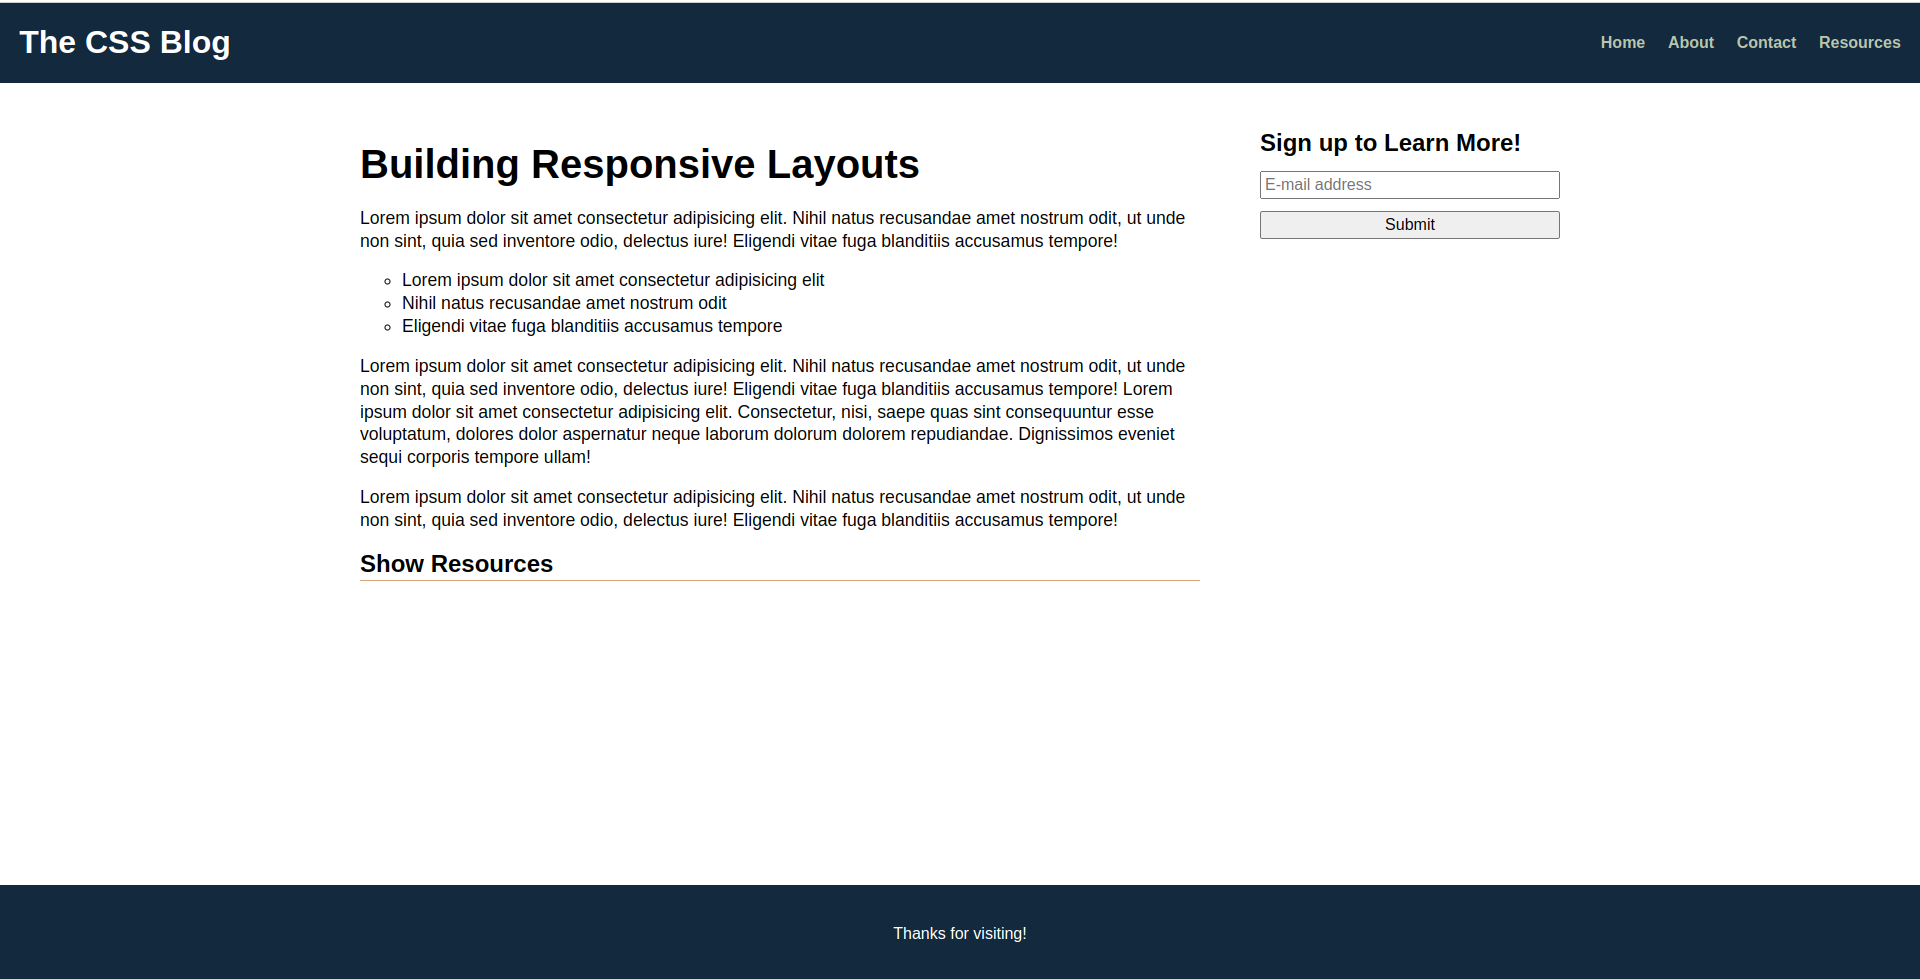 The CSS Blog
Home About Contact Resources
Building Responsive Layouts
Lorem ipsum dolor sit amet consectetur adipisicing elit. Nihil natus recusandae amet nostrum odit, ut unde
non sint, quia sed inventore odio, delectus iure! Eligendi vitae fuga blanditiis accusamus tempore!
Lorem ipsum dolor sit amet consectetur adipisicing elit
Nihil natus recusandae amet nostrum odit
Eligendi vitae fuga blanditiis accusamus tempore
Lorem ipsum dolor sit amet consectetur adipisicing elit. Nihil natus recusandae amet nostrum odit, ut unde
non sint, quia sed inventore odio, delectus iure! Eligendi vitae fuga blanditiis accusamus tempore! Lorem
ipsum dolor sit amet consectetur adipisicing elit. Consectetur, nisi, saepe quas sint consequuntur esse
voluptatum, dolores dolor aspernatur neque laborum dolorum dolorem repudiandae. Dignissimos eveniet
sequi corporis tempore ullam!
Lorem ipsum dolor sit amet consectetur adipisicing elit. Nihil natus recusandae amet nostrum odit, ut unde
non sint, quia sed inventore odio, delectus iure! Eligendi vitae fuga blanditiis accusamus tempore!
Show Resources
Sign up to Learn More!
E-mail address
Submit
Thanks for visiting!